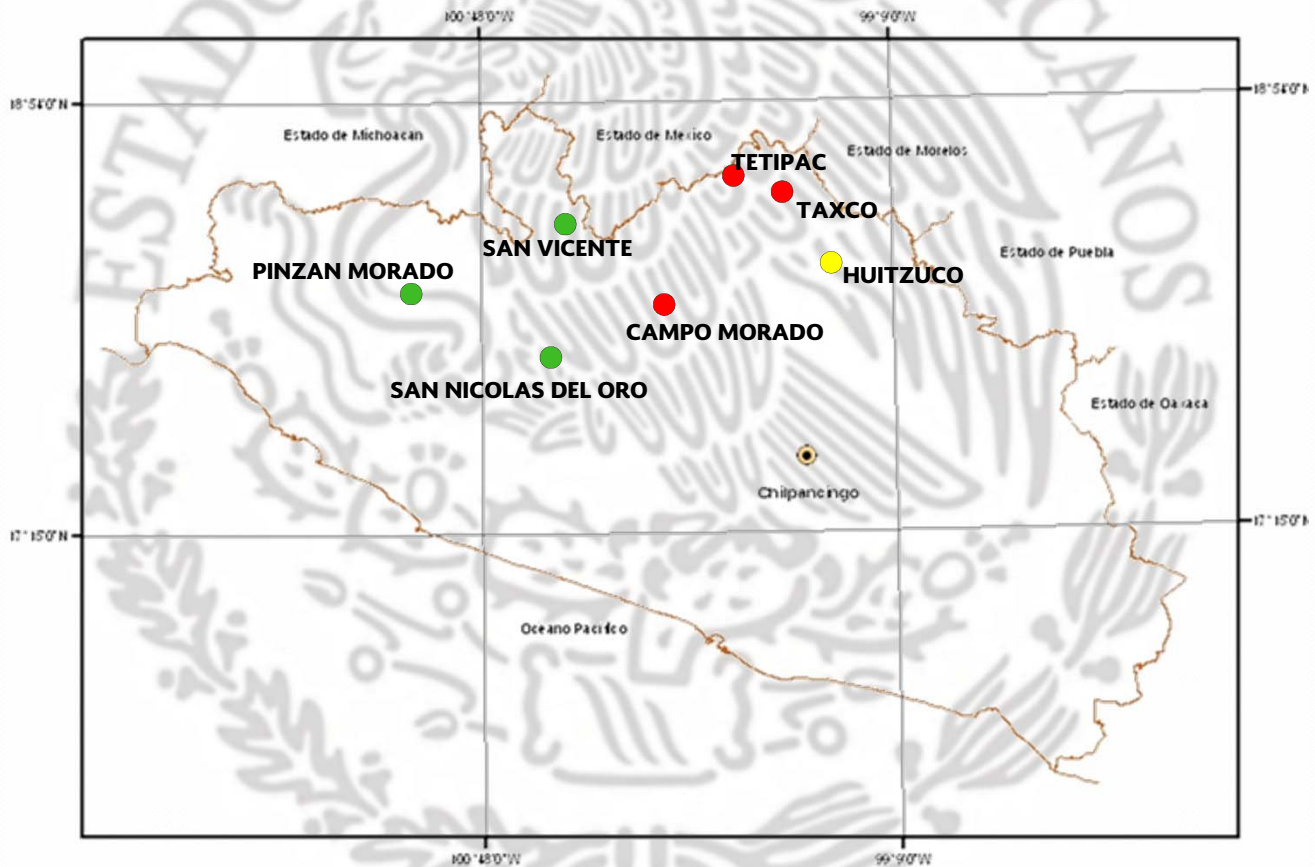 100°48'0"W 99°9'0"W
ESTADOS
ICANOS
18°54'0"N 18°54'0"N
Estado de Michoacan
Estado de Mexico
Estado de Morelos
TETIPAC
TAXCO
SAN VICENTE
Estado de Puebla
PINZAN MORADO
HUITZUCO
CAMPO MORADO
SAN NICOLAS DEL ORO
Estado de Oaxaca
Chilpancingo
17°15'0"N 17°15'0"N
Oceano Pacifico
100°48'0"W 99°9'0"W